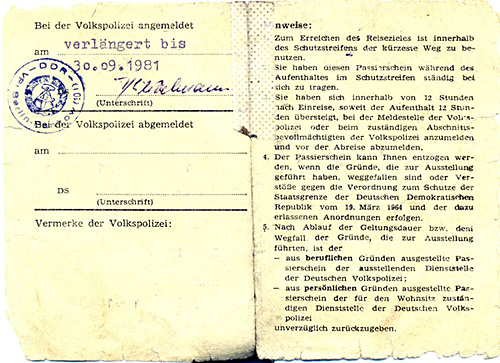 Bei der Volkspolizei angemeldet
verlängert bis
am
30.09.1981
(Unterschrift)
Bei der Volkspolizei abgemeldet
am
DS
(Unterschrift)
Vermerke der Volkspolizei:
DDR
nweise:
Zum Erreichen des Reisezieles ist innerhalb
des Schutzstreifens der kürzeste Weg zu be-
nutzen.
Sie haben diesen Passierschein während des
Aufenthaltes im Schutzstreifen ständig bei
sich zu tragen.
Sie haben sich innerhalb von 12 Stunden
nach Einreise, soweit der Aufenthalt 12 Stun-
den übersteigt, bei der Meldestelle der Volks-
polizei oder beim zuständigen Abschnitts-
bevollmächtigten der Volkspolizei anzumelden
und vor der Abreise abzumelden.
4. Der Passierschein kann Ihnen entzogen wer-
den, wenn die Gründe, die zur Ausstellung
geführt haben, weggefallen sind oder Ver-
stöße gegen die Verordnung zum Schutze der
Staatsgrenze der Deutschen Demokratischen
Republik vom 19. März 1964 und der dazu
erlassenen Anordnungen erfolgen.
5. Nach Ablauf der Geltungsdauer bzw. dem
Wegfall der Gründe, die zur Ausstellung
führten, ist der
— aus beruflichen Gründen ausgestellte Pas-
sierschein der ausstellenden Dienststelle
der Deutschen Volkspolizei;
— aus persönlichen Gründen ausgestellte Pas-
sierschein der für den Wohnsitz zustän-
digen Dienststelle der Deutschen Volks-
polizei
unverzüglich zurückzugeben.